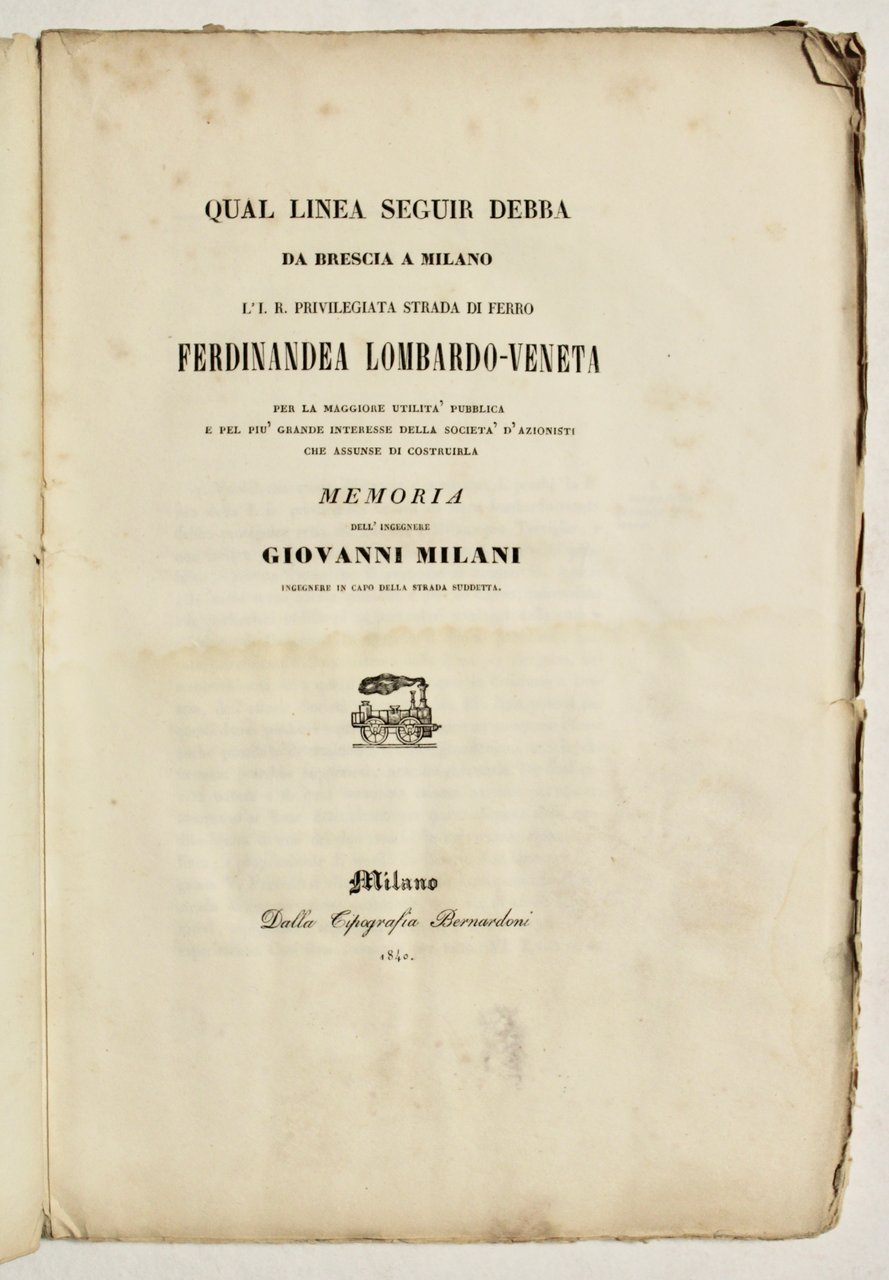 QUAL LINEA SEGUIR DEBBA
DA BRESCIA A MILANO
L'I. R. PRIVILEGIATA STRADA DI FERRO
FERDINANDEA LOMBARDO-VENETA
PER LA MAGGIORE UTILITA' PUBBLICA
E PEL PIU' GRANDE INTERESSE DELLA SOCIETA' D'AZIONISTI
CHE ASSUNSE DI COSTRUIRLA
MEMORIA
DELL' INGEGNERE
GIOVANNI MILANI
INGEGNERE IN CAPO DELLA STRADA SUDDETTA.
Milano
Dalla Tipografia Bernardoni
1840.